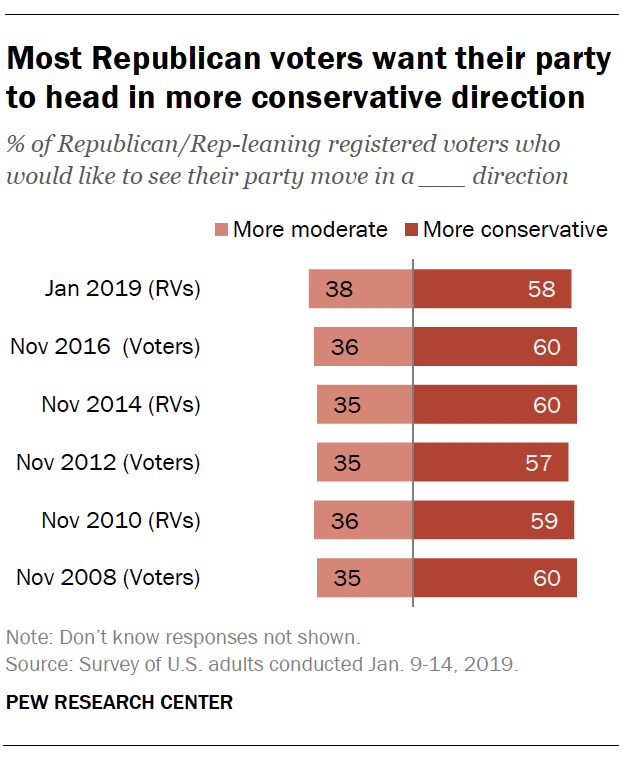 Most Republican voters want their party
to head in more conservative direction
% of Republican/Rep-leaning registered voters who
would like to see their party move in a ____ direction
More moderate More conservative
Jan 2019 (RVs) 38 58
Nov 2016 (Voters) 36 60
Nov 2014 (RVs) 35 60
Nov 2012 (Voters) 35 57
Nov 2010 (RVs) 36 59
Nov 2008 (Voters) 35 60
Note: Don’t know responses not shown.
Source: Survey of U.S. adults conducted Jan. 9-14, 2019.
PEW RESEARCH CENTER